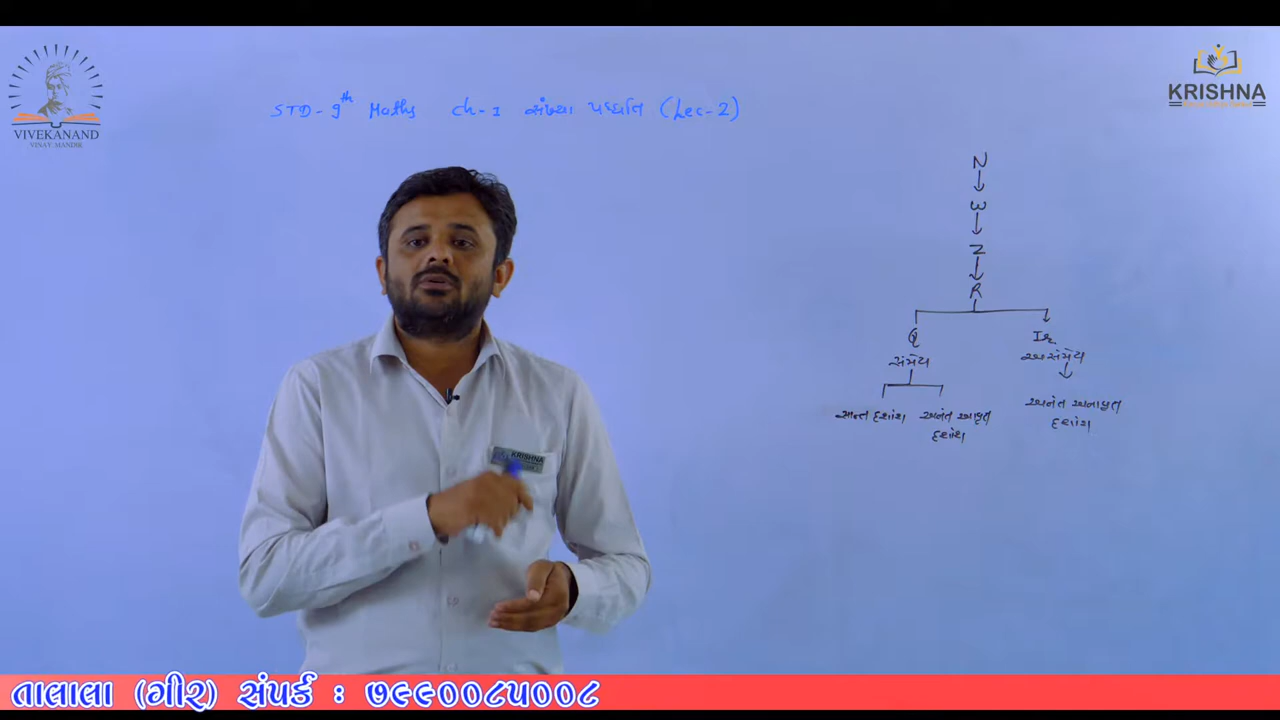 VIVEKANAND
VINAY MANDIR
KRISHNA
STD-9th Maths ch-1 સંખ્યા પધ્ધતિ (Lec-2)
N
W
Z
R
Q
Ir
સંમેય
અસંમેય
સાન્ત દશાંશ
અનંત આવૃત
દશાંશ
અનંત અનાવૃત
દશાંશ
KRISHNA
તાલાલા (ગીર) સંપર્ક : ૭૯૯૦૦૮૫૦૦૮